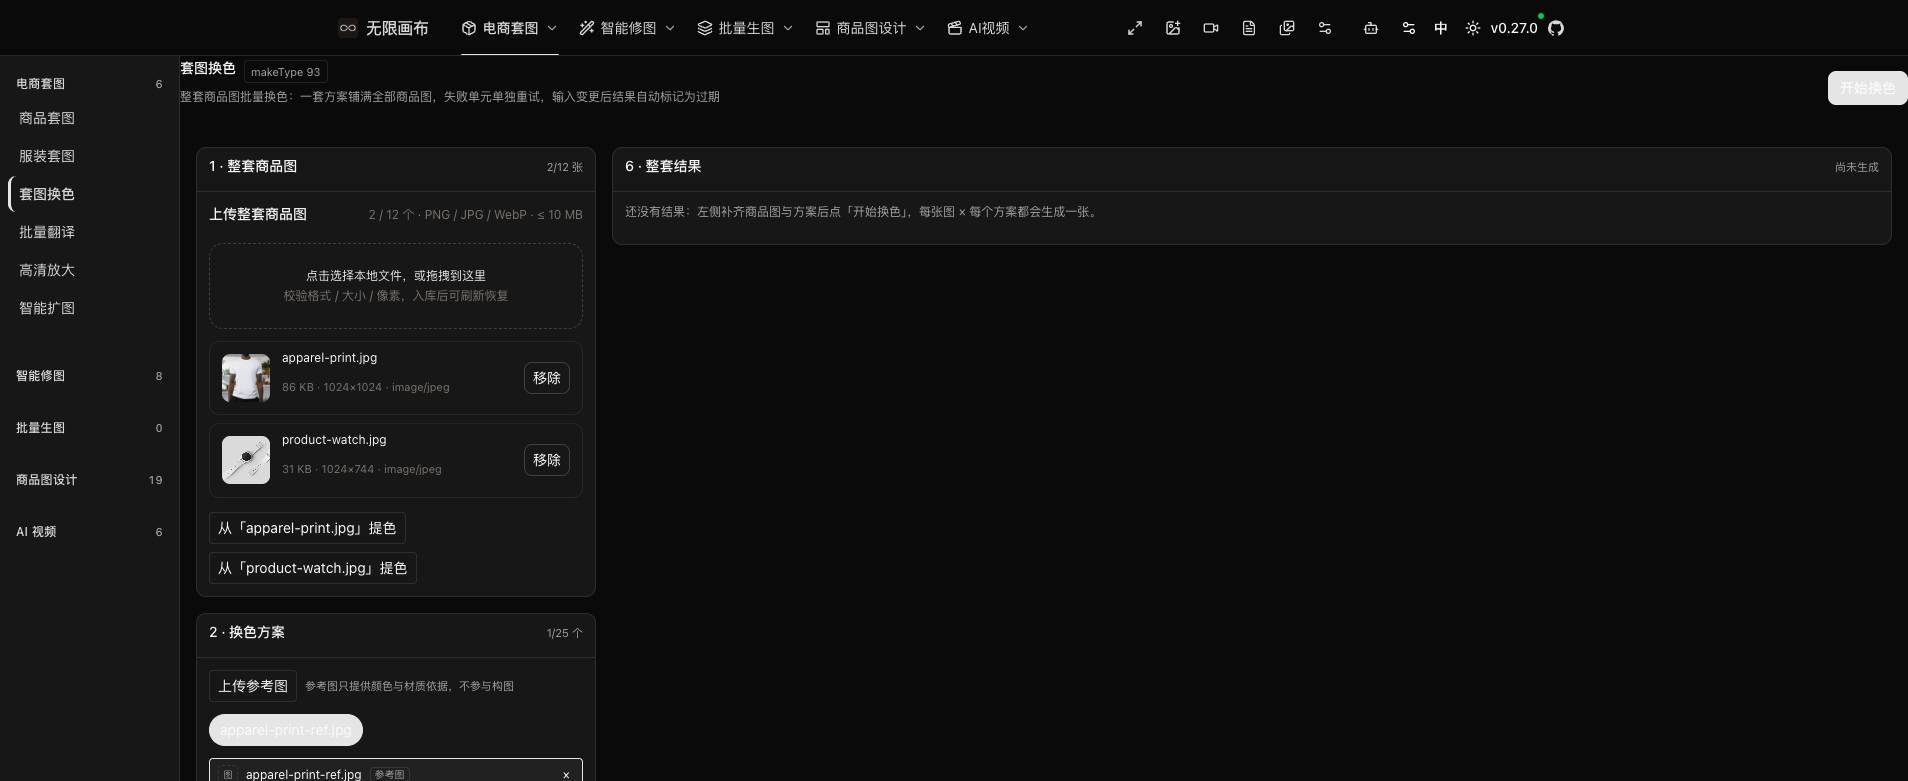 无限画布
电商套图
智能修图
批量生图
商品图设计
AI视频
中
v0.27.0
电商套图 6
商品套图
服装套图
套图换色
批量翻译
高清放大
智能扩图
智能修图 8
批量生图 0
商品图设计 19
AI 视频 6
套图换色 makeType 93
整套商品图批量换色：一套方案铺满全部商品图，失败单元单独重试，输入变更后结果自动标记为过期
开始换色
1 · 整套商品图 2/12 张
上传整套商品图 2 / 12 个 · PNG / JPG / WebP · ≤ 10 MB
点击选择本地文件，或拖拽到这里
校验格式 / 大小 / 像素，入库后可刷新恢复
apparel-print.jpg
86 KB · 1024×1024 · image/jpeg
移除
product-watch.jpg
31 KB · 1024×744 · image/jpeg
移除
从「apparel-print.jpg」提色
从「product-watch.jpg」提色
2 · 换色方案 1/25 个
上传参考图 参考图只提供颜色与材质依据，不参与构图
apparel-print-ref.jpg
图 apparel-print-ref.jpg 参考图 ×
6 · 整套结果 尚未生成
还没有结果：左侧补齐商品图与方案后点「开始换色」，每张图 × 每个方案都会生成一张。